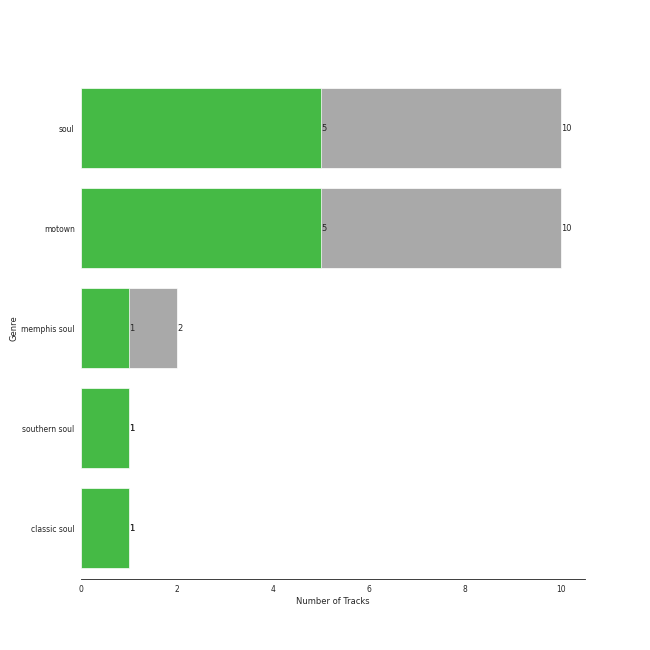 soul 5 10
motown 5 10
memphis soul 1 2
southern soul 1
classic soul 1
Genre
0 2 4 6 8 10
Number of Tracks